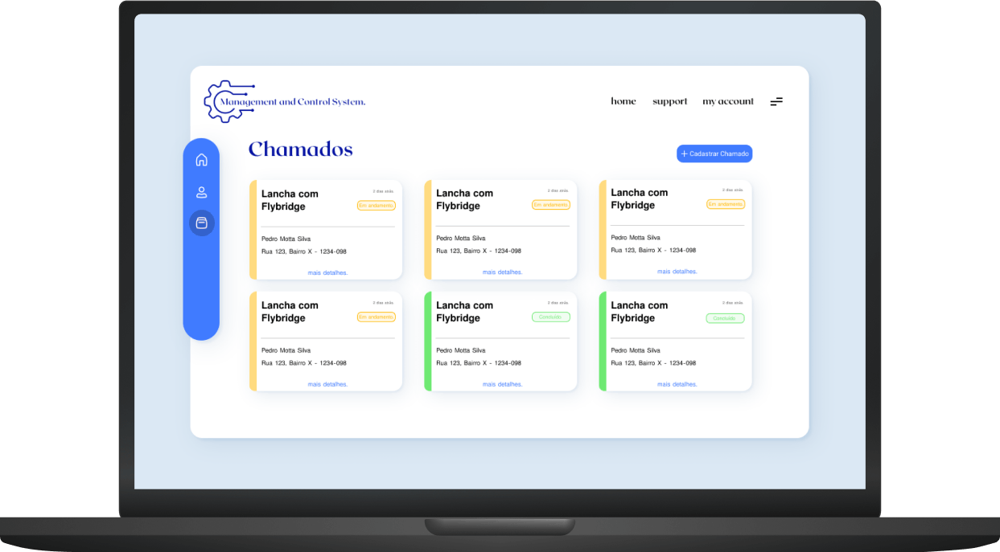 Management and Control System.
home support my account
Chamados
+ Cadastrar Chamado
Lancha com
Flybridge
2 dias atrás
Em andamento.
Pedro Motta Silva
Rua 123, Bairro X - 1234-098
mais detalhes.
Lancha com
Flybridge
2 dias atrás
Em andamento.
Pedro Motta Silva
Rua 123, Bairro X - 1234-098
mais detalhes.
Lancha com
Flybridge
2 dias atrás
Em andamento.
Pedro Motta Silva
Rua 123, Bairro X - 1234-098
mais detalhes.
Lancha com
Flybridge
2 dias atrás
Em andamento.
Pedro Motta Silva
Rua 123, Bairro X - 1234-098
mais detalhes.
Lancha com
Flybridge
2 dias atrás
Concluído
Pedro Motta Silva
Rua 123, Bairro X - 1234-098
mais detalhes.
Lancha com
Flybridge
2 dias atrás
Concluído
Pedro Motta Silva
Rua 123, Bairro X - 1234-098
mais detalhes.